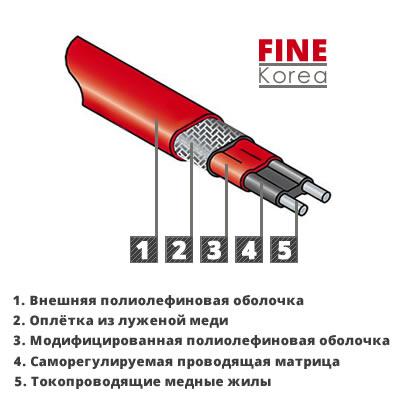 FINE
Korea
1 2 3 4 5
1. Внешняя полиолефиновая оболочка
2. Оплётка из луженой меди
3. Модифицированная полиолефиновая оболочка
4. Саморегулируемая проводящая матрица
5. Токопроводящие медные жилы